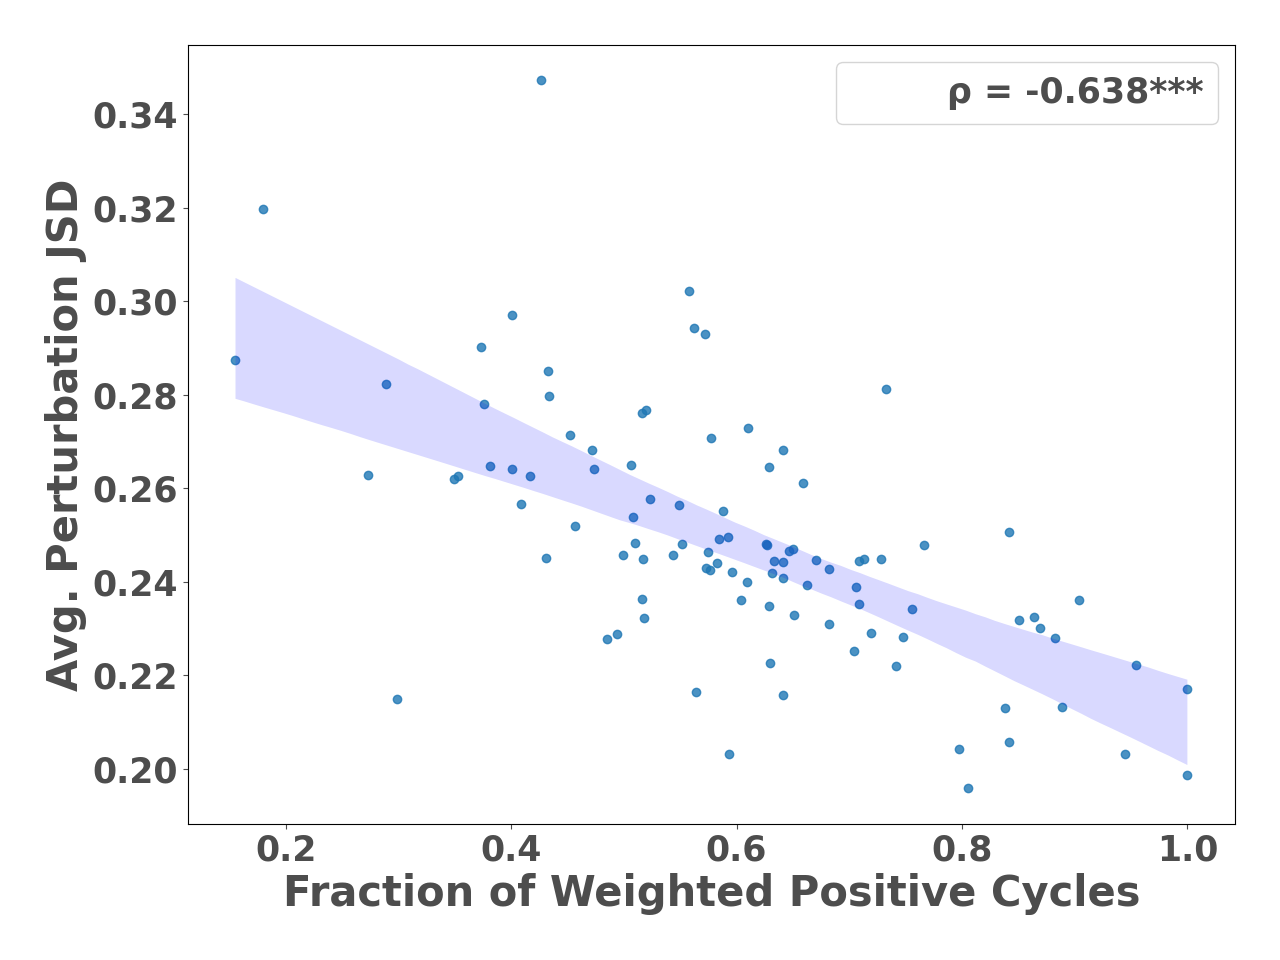 ρ = -0.638***
Avg. Perturbation JSD
0.34
0.32
0.30
0.28
0.26
0.24
0.22
0.20
0.2 0.4 0.6 0.8 1.0
Fraction of Weighted Positive Cycles